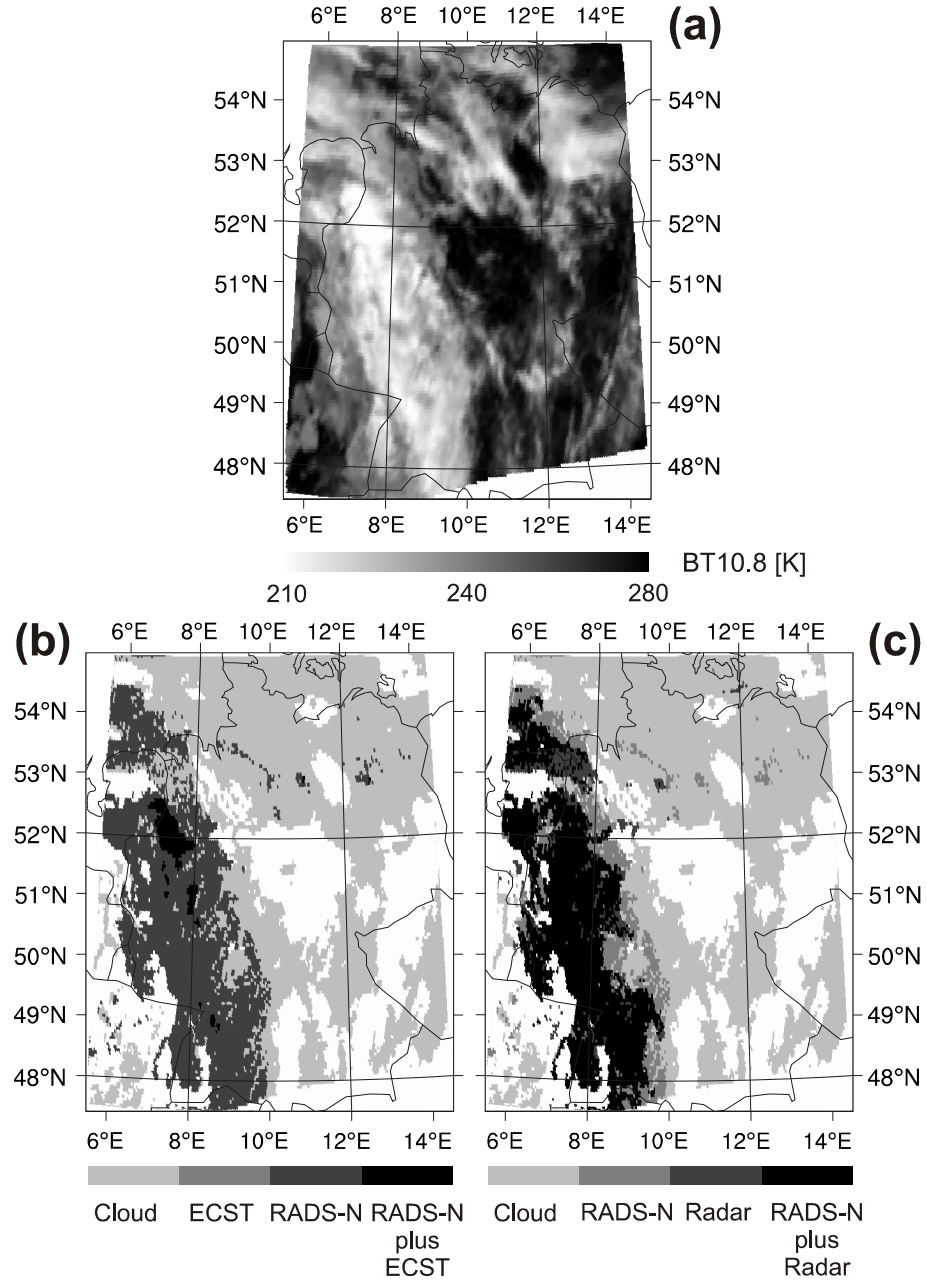 6°E 8°E 10°E 12°E 14°E
(a)
54°N 54°N
53°N 53°N
52°N 52°N
51°N 51°N
50°N 50°N
49°N 49°N
48°N 48°N
6°E 8°E 10°E 12°E 14°E
BT10.8 [K]
210 240 280
(b) 6°E 8°E 10°E 12°E 14°E 6°E 8°E 10°E 12°E 14°E (c)
54°N 54°N
53°N 53°N
52°N 52°N
51°N 51°N
50°N 50°N
49°N 49°N
48°N 48°N
6°E 8°E 10°E 12°E 14°E 6°E 8°E 10°E 12°E 14°E
Cloud ECST RADS-N RADS-N Cloud RADS-N Radar RADS-N
plus plus
ECST Radar